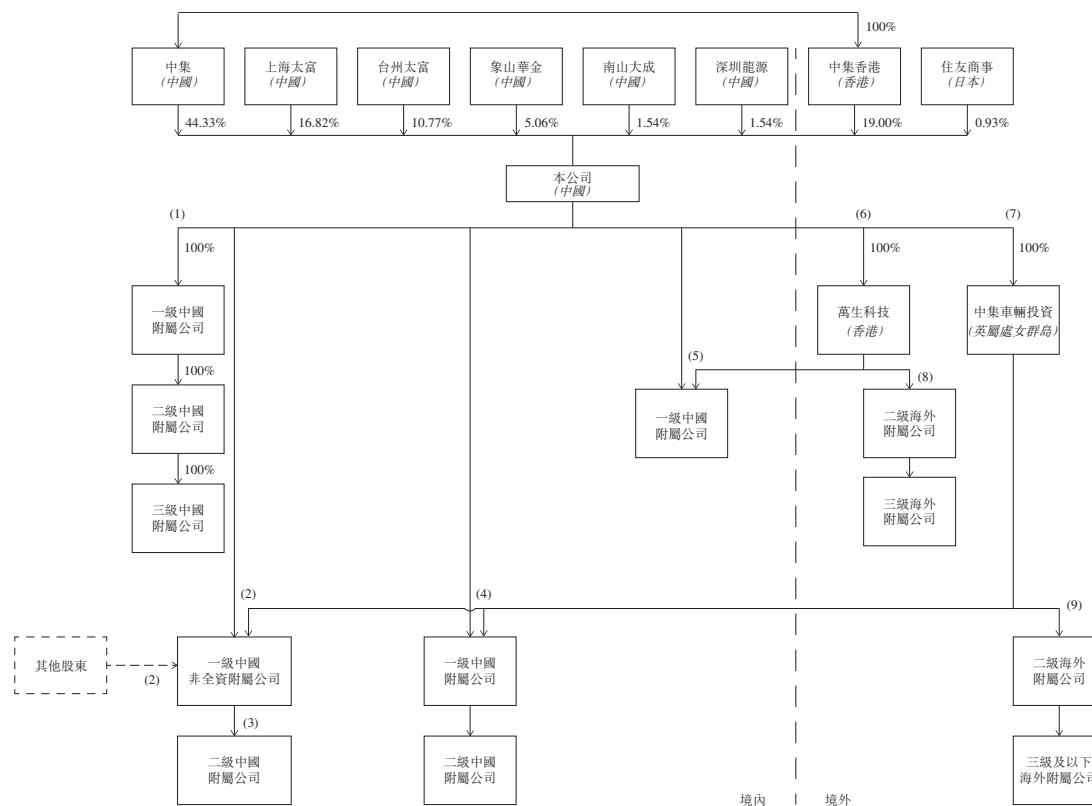 100%
中集
(中國)
上海太富
(中國)
台州太富
(中國)
象山華金
(中國)
南山大成
(中國)
深圳龍源
(中國)
中集香港
(香港)
住友商事
(日本)
44.33%
16.82%
10.77%
5.06%
1.54%
1.54%
19.00%
0.93%
本公司
(中國)
(1)
(6)
(7)
100%
100%
100%
一級中國
附屬公司
萬生科技
(香港)
中集車輛投資
(英屬處女群島)
100%
(5)
(8)
二級中國
附屬公司
一級中國
附屬公司
二級海外
附屬公司
100%
三級中國
附屬公司
三級海外
附屬公司
(2)
(4)
(9)
其他股東
(2)
一級中國
非全資附屬公司
一級中國
附屬公司
二級海外
附屬公司
(3)
二級中國
附屬公司
二級中國
附屬公司
三級及以下
海外附屬公司
境內
境外